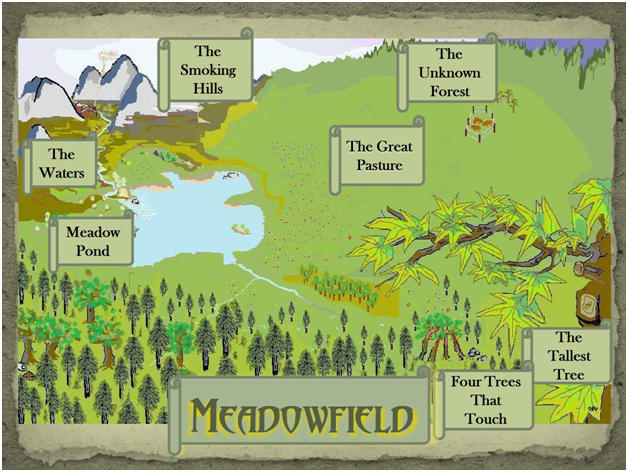 The
Smoking
Hills
The
Unknown
Forest
The Great
Pasture
The
Waters
Meadow
Pond
The
Tallest
Tree
Four Trees
That
Touch
MEADOWFIELD